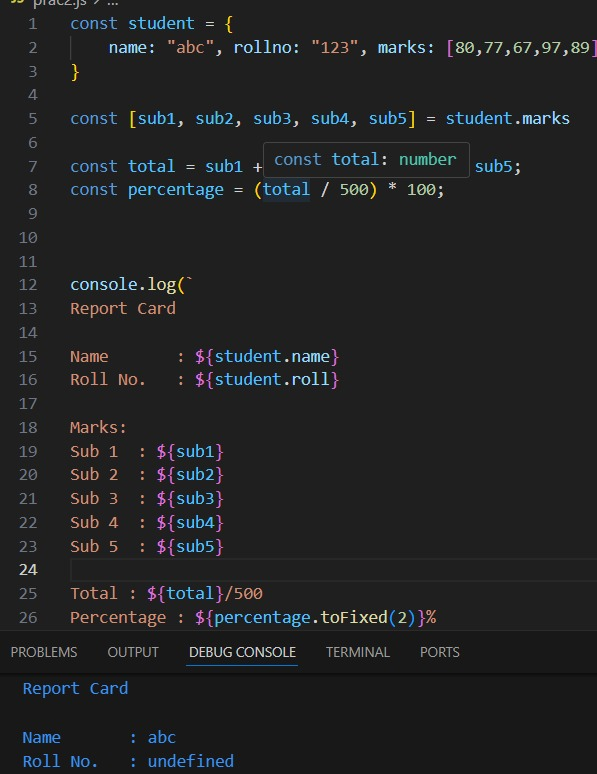 prac2.js > ...
1 const student = {
2 name: "abc", rollno: "123", marks: [80,77,67,97,89]
3 }
4
5 const [sub1, sub2, sub3, sub4, sub5] = student.marks
6
const total: number
7 const total = sub1 + sub5;
8 const percentage = (total / 500) * 100;
9
10
11
12 console.log(`
13 Report Card
14
15 Name : ${student.name}
16 Roll No. : ${student.roll}
17
18 Marks:
19 Sub 1 : ${sub1}
20 Sub 2 : ${sub2}
21 Sub 3 : ${sub3}
22 Sub 4 : ${sub4}
23 Sub 5 : ${sub5}
24
25 Total : ${total}/500
26 Percentage : ${percentage.toFixed(2)}%
PROBLEMS OUTPUT DEBUG CONSOLE TERMINAL PORTS
Report Card
Name : abc
Roll No. : undefined